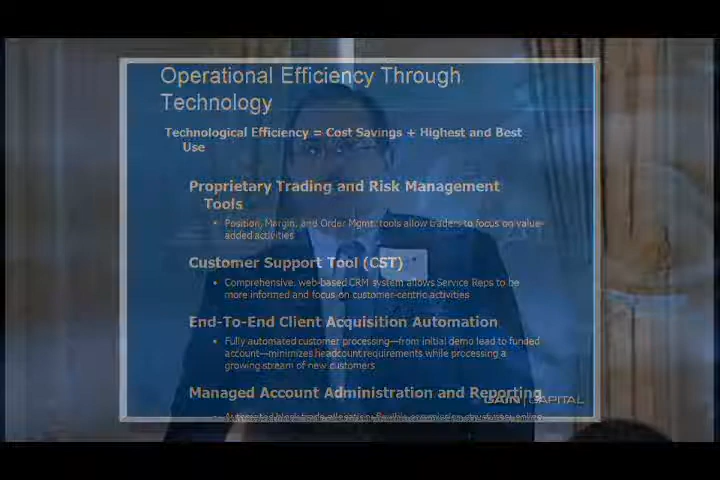 Operational Efficiency Through
Technology
Technological Efficiency = Cost Savings + Highest and Best
Use
Proprietary Trading and Risk Management
Tools
• Position, Margin, and Order Mgmt. tools allow traders to focus on value-
added activities
Customer Support Tool (CST)
• Comprehensive, web-based CRM system allows Service Reps to be
more informed and focus on customer-centric activities
End-To-End Client Acquisition Automation
• Fully automated customer processing—from initial demo lead to funded
account—minimizes headcount requirements while processing a
growing stream of new customers
Managed Account Administration and Reporting
GAIN CAPITAL